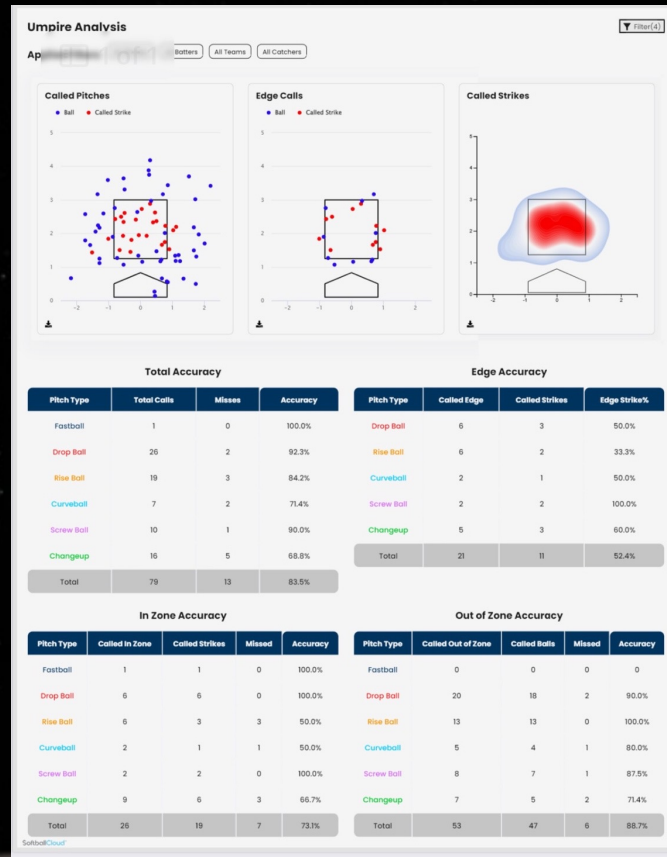 Umpire Analysis
Filter(4)
All Teams
All Catchers
Batters
Called Pitches
Ball
Called Strike
5
4
3
2
1
0
-2
-1
0
1
2
Edge Calls
Ball
Called Strike
5
4
3
2
1
0
-2
-1
0
1
2
Called Strikes
5
4
3
2
1
0
-2
-1
0
1
2
Total Accuracy
Pitch Type Total Calls Misses Accuracy
Fastball 1 0 100.0%
Drop Ball 26 2 92.3%
Rise Ball 19 3 84.2%
Curveball 7 2 71.4%
Screw Ball 10 1 90.0%
Changeup 16 5 68.8%
Total 79 13 83.5%
Edge Accuracy
Pitch Type Called Edge Called Strikes Edge Strike%
Drop Ball 6 3 50.0%
Rise Ball 6 2 33.3%
Curveball 2 1 50.0%
Screw Ball 2 2 100.0%
Changeup 5 3 60.0%
Total 21 11 52.4%
In Zone Accuracy
Pitch Type Called In Zone Called Strikes Missed Accuracy
Fastball 1 1 0 100.0%
Drop Ball 6 6 0 100.0%
Rise Ball 6 3 3 50.0%
Curveball 2 1 1 50.0%
Screw Ball 2 2 0 100.0%
Changeup 9 6 3 66.7%
Total 26 19 7 73.1%
Out of Zone Accuracy
Pitch Type Called Out of Zone Called Balls Missed Accuracy
Fastball 0 0 0 0
Drop Ball 20 18 2 90.0%
Rise Ball 13 13 0 100.0%
Curveball 5 4 1 80.0%
Screw Ball 8 7 1 87.5%
Changeup 7 5 2 71.4%
Total 53 47 6 88.7%
SoftballCloud